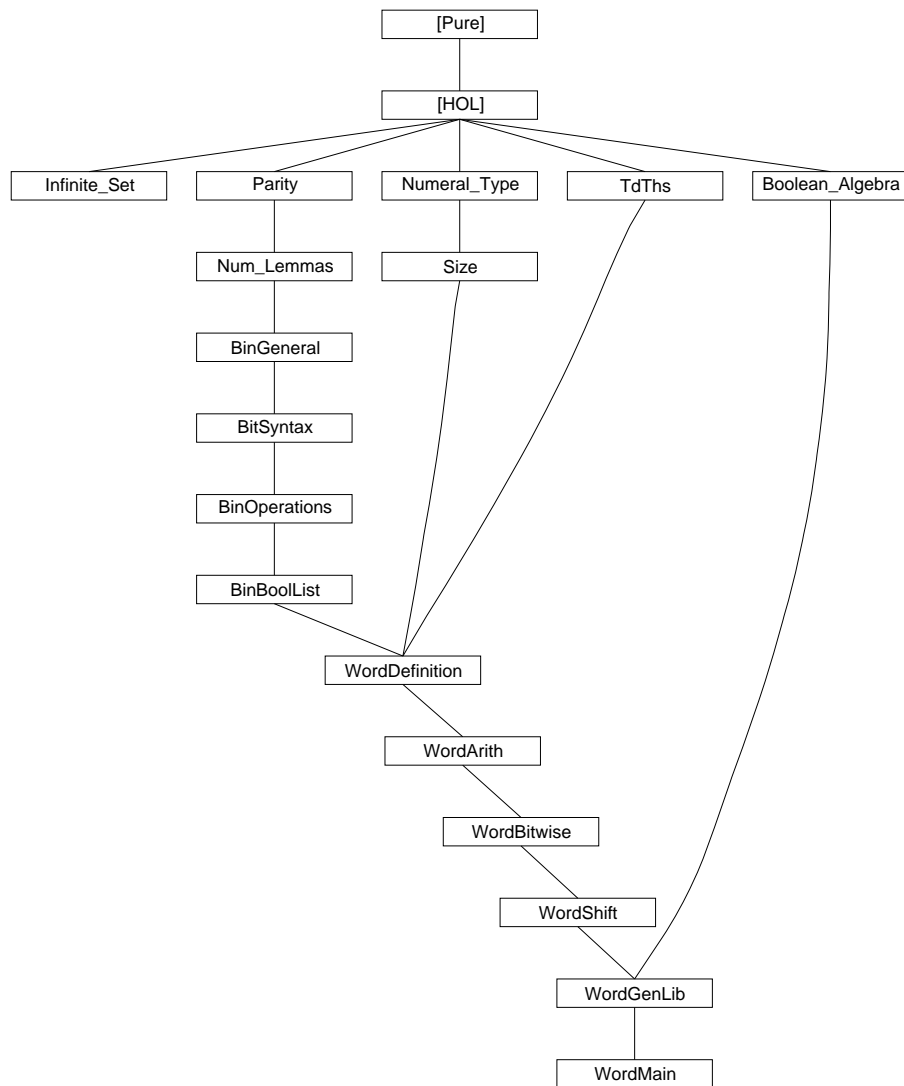 [Pure]
[HOL]
Infinite_Set
Parity
Numeral_Type
TdThs
Boolean_Algebra
Num_Lemmas
Size
BinGeneral
BitSyntax
BinOperations
BinBoolList
WordDefinition
WordArith
WordBitwise
WordShift
WordGenLib
WordMain